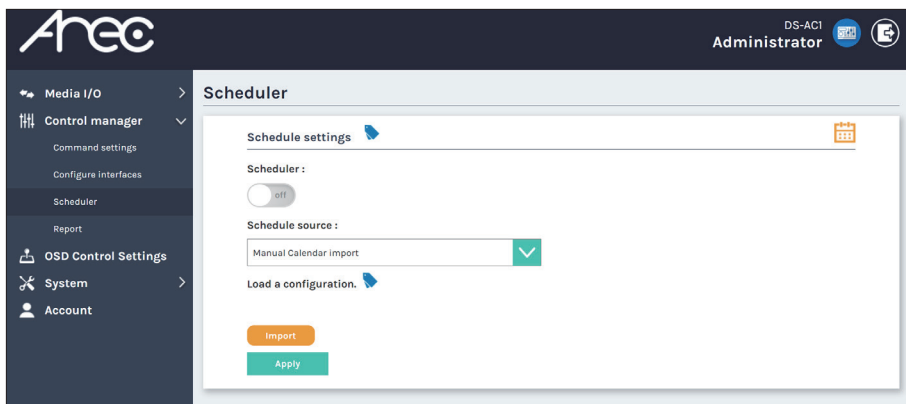 Arec
DS-AC1
Administrator
Media I/O
Control manager
Command settings
Configure interfaces
Scheduler
Report
OSD Control Settings
System
Account
Scheduler
Schedule settings
Scheduler :
off
Schedule source :
Manual Calendar import
Load a configuration.
Import
Apply